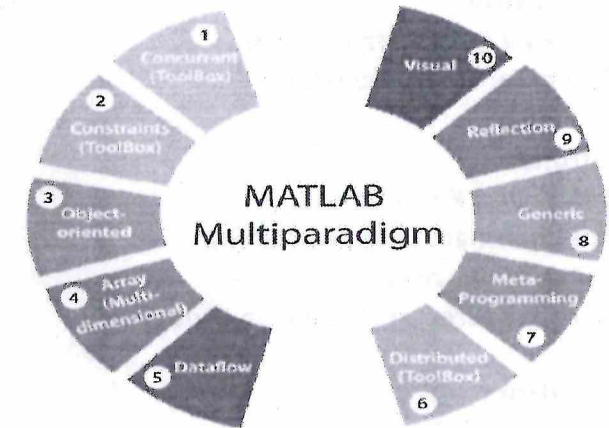 1
Concurrant
(ToolBox)
2
Constraints
(ToolBox)
3
Object-
oriented
4
Array
(Multi-
dimensional)
5
Dataflow
MATLAB
Multiparadigm
10
Visual
9
Reflection
Generic
8
Meta-
Programming
7
Distributed
(ToolBox)
6